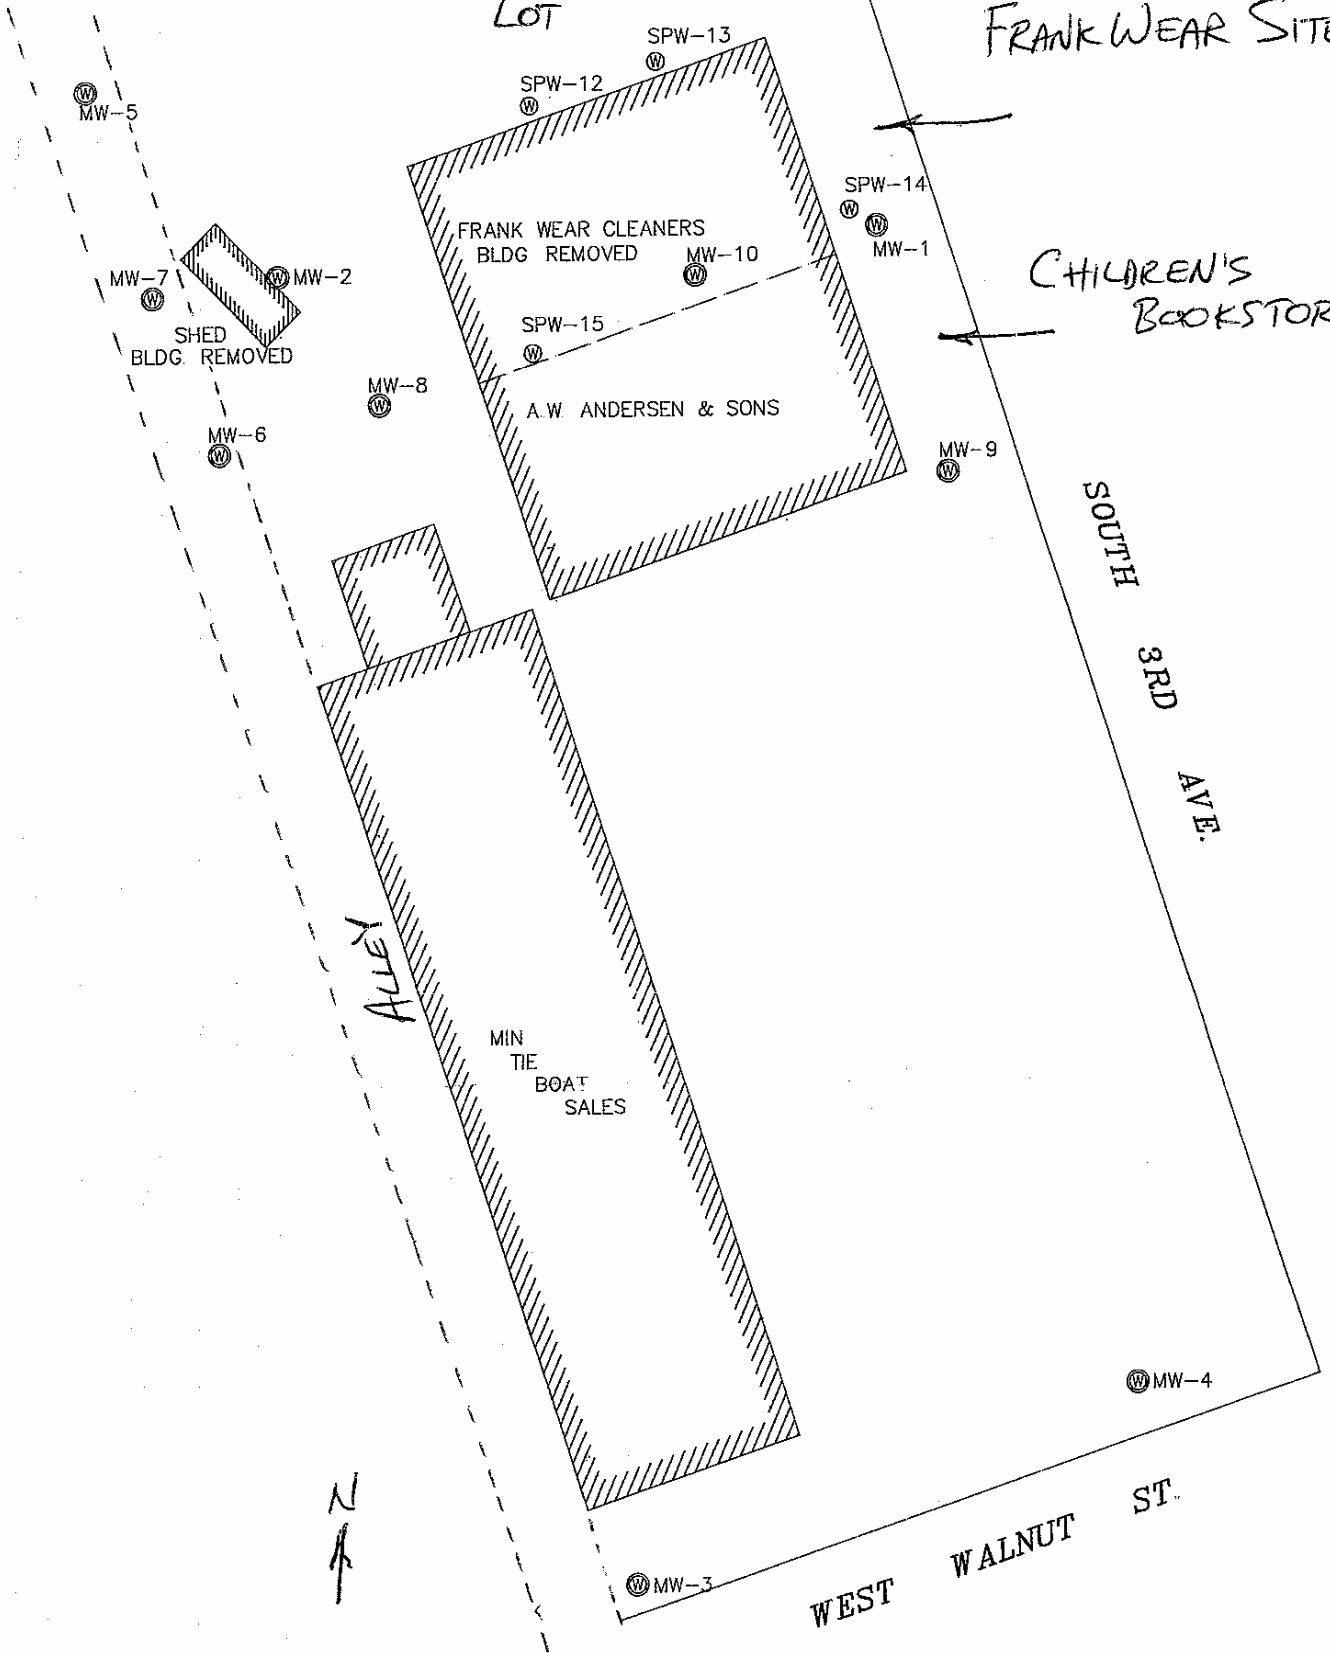 LOT
FRANK WEAR SITE
SPW-13
SPW-12
MW-5
SPW-14
MW-1
FRANK WEAR CLEANERS
BLDG REMOVED
MW-10
CHILDREN'S
BOOKSTOR
MW-7
MW-2
SHED
BLDG. REMOVED
SPW-15
MW-8
A.W. ANDERSEN & SONS
MW-6
MW-9
SOUTH 3RD AVE.
ALLEY
MIN
TIE
BOAT
SALES
MW-4
N
WEST WALNUT ST.
MW-3